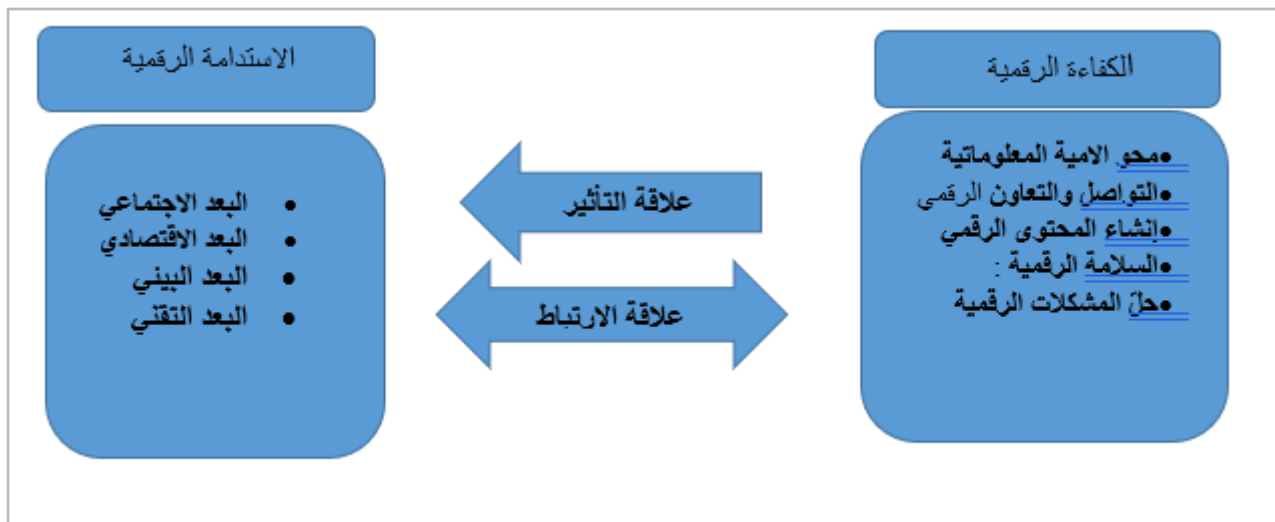 الكفاءة الرقمية
•محو الامية المعلوماتية
•التواصل والتعاون الرقمي
•إنشاء المحتوى الرقمي
•السلامة الرقمية :
•حلّ المشكلات الرقمية
علاقة التأثير
علاقة الارتباط
الاستدامة الرقمية
• البعد الاجتماعي
• البعد الاقتصادي
• البعد البيئي
• البعد التقني